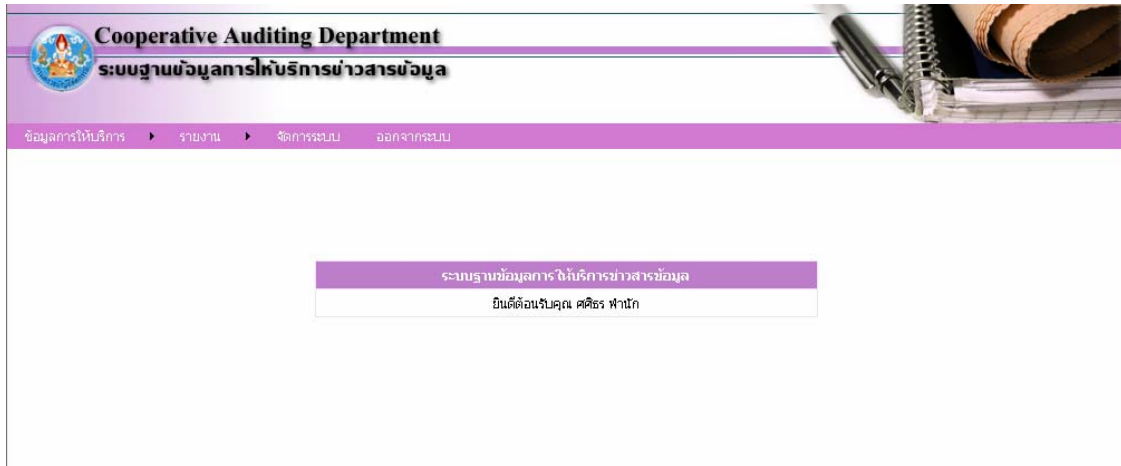 Cooperative Auditing Department
ระบบฐานข้อมูลการให้บริการข่าวสารข้อมูล
ข้อมูลการให้บริการ รายงาน จัดการระบบ ออกจากระบบ
ระบบฐานข้อมูลการให้บริการข่าวสารข้อมูล
ยินดีต้อนรับคุณ ศศิธร ฟานัก